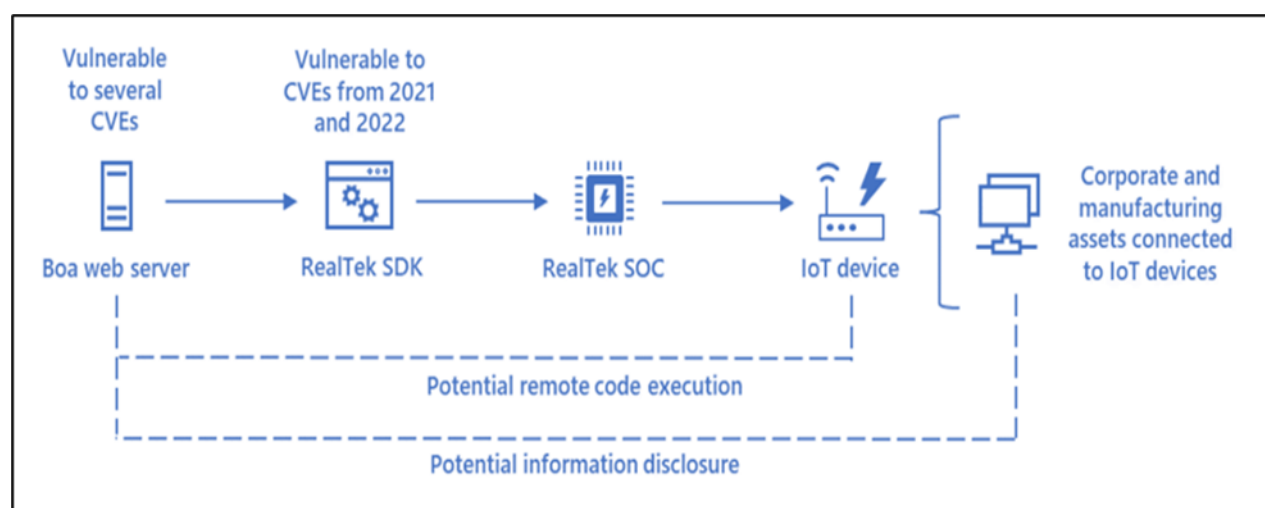 Vulnerable
to several
CVEs
Vulnerable to
CVEs from 2021
and 2022
Boa web server
RealTek SDK
RealTek SOC
IoT device
Corporate and
manufacturing
assets connected
to IoT devices
Potential remote code execution
Potential information disclosure